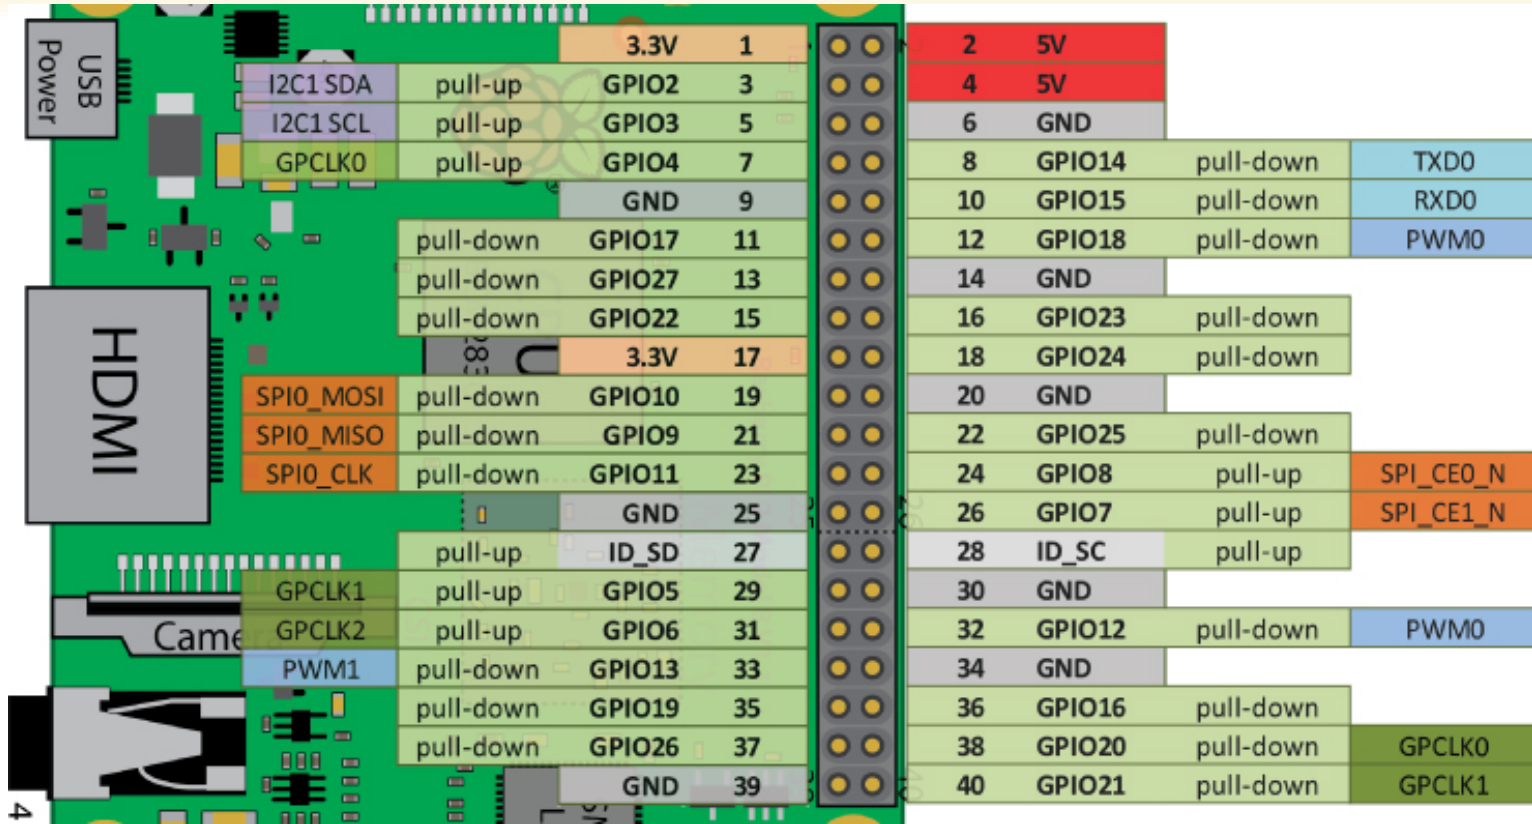 USB Power
3.3V 1 2 5V
I2C1 SDA pull-up GPIO2 3 4 5V
I2C1 SCL pull-up GPIO3 5 6 GND
GPCLK0 pull-up GPIO4 7 8 GPIO14 pull-down TXD0
GND 9 10 GPIO15 pull-down RXD0
pull-down GPIO17 11 12 GPIO18 pull-down PWM0
pull-down GPIO27 13 14 GND
pull-down GPIO22 15 16 GPIO23 pull-down
3.3V 17 18 GPIO24 pull-down
HDMI
SPI0_MOSI pull-down GPIO10 19 20 GND
SPI0_MISO pull-down GPIO9 21 22 GPIO25 pull-down
SPI0_CLK pull-down GPIO11 23 24 GPIO8 pull-up SPI_CE0_N
GND 25 26 GPIO7 pull-up SPI_CE1_N
pull-up ID_SD 27 28 ID_SC pull-up
GPCLK1 pull-up GPIO5 29 30 GND
GPCLK2 pull-up GPIO6 31 32 GPIO12 pull-down PWM0
PWM1 pull-down GPIO13 33 34 GND
pull-down GPIO19 35 36 GPIO16 pull-down
pull-down GPIO26 37 38 GPIO20 pull-down GPCLK0
GND 39 40 GPIO21 pull-down GPCLK1
4